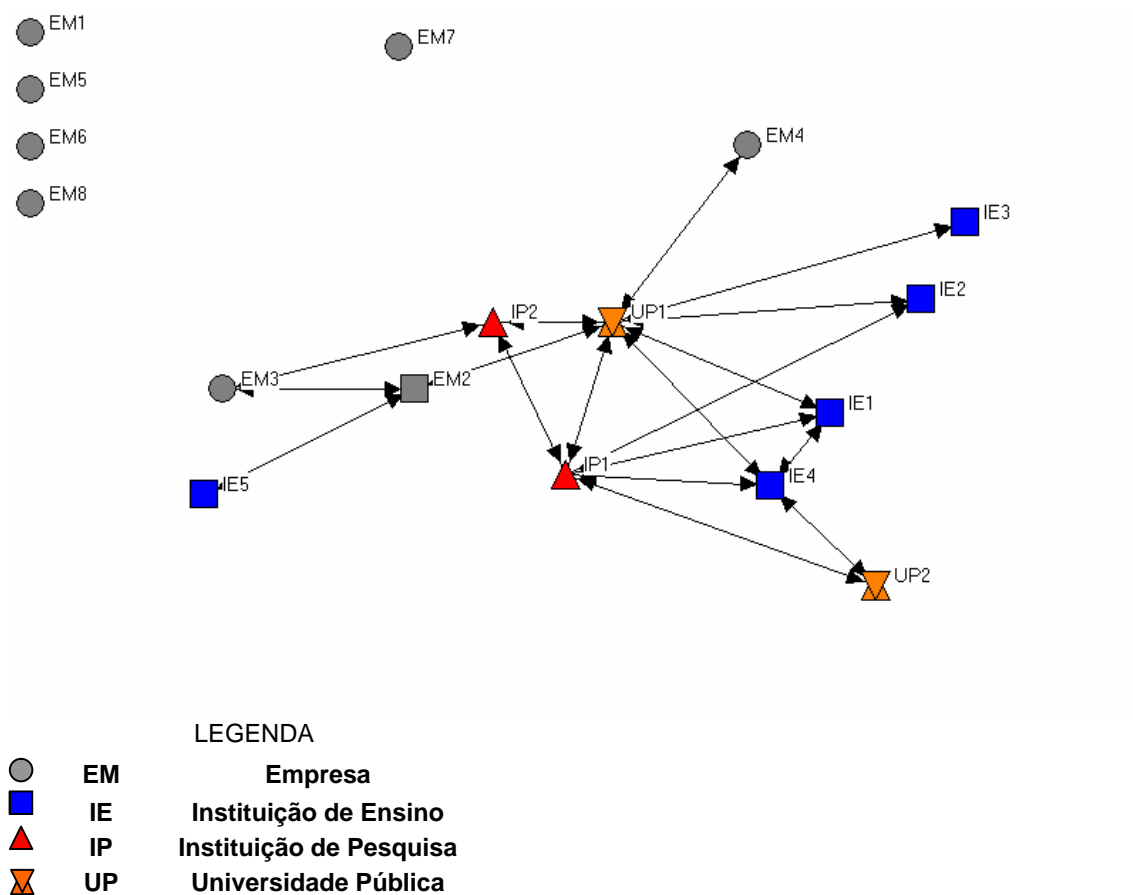 EM1
EM7
EM5
EM6
EM4
EM8
IE3
IE2
IP2
UP1
EM3
EM2
IE1
IP1
IE4
IE5
UP2
LEGENDA
EM Empresa
IE Instituição de Ensino
IP Instituição de Pesquisa
UP Universidade Pública